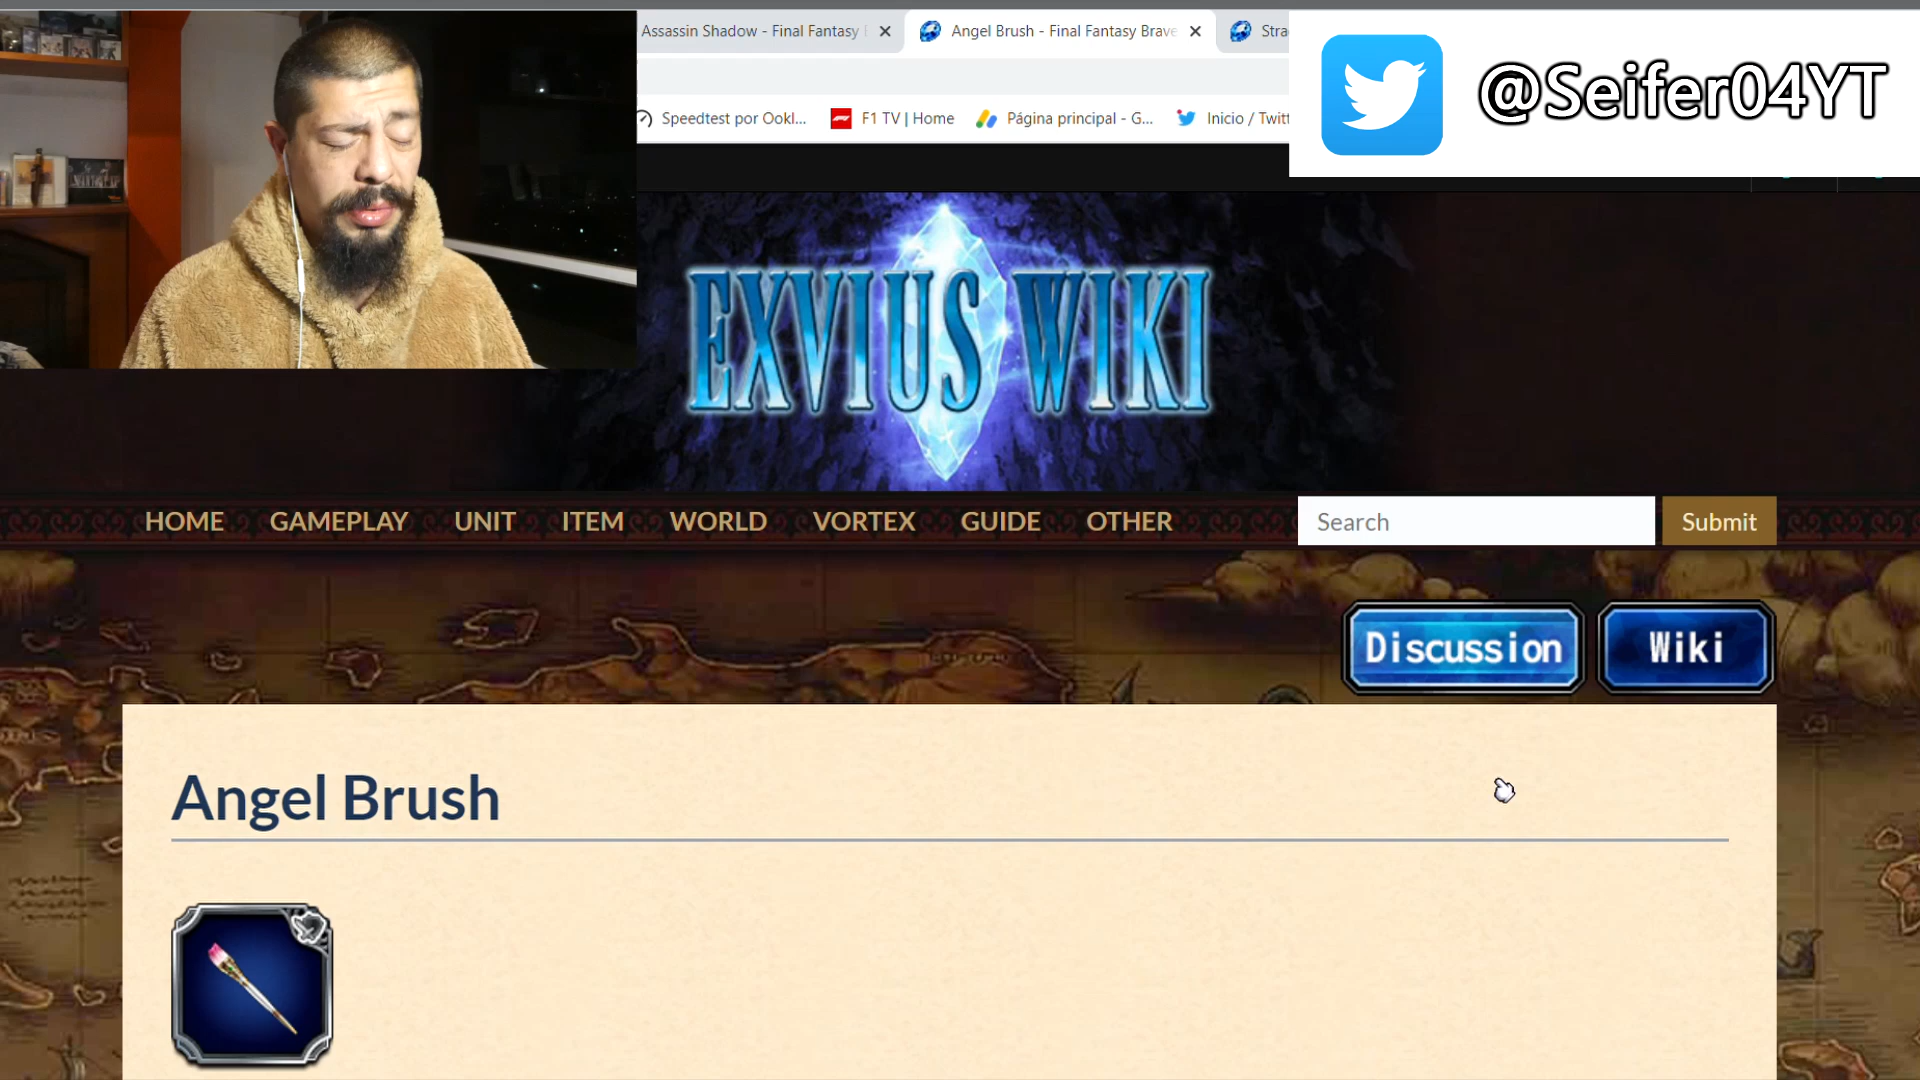 Assassin Shadow - Final Fantasy
Angel Brush - Final Fantasy Brave
Stra
@Seifer04YT
Speedtest por Ookl...
F1 TV | Home
Página principal - G...
Inicio / Twitt
EXVIUS WIKI
HOME
GAMEPLAY
UNIT
ITEM
WORLD
VORTEX
GUIDE
OTHER
Search
Submit
Discussion
Wiki
Angel Brush